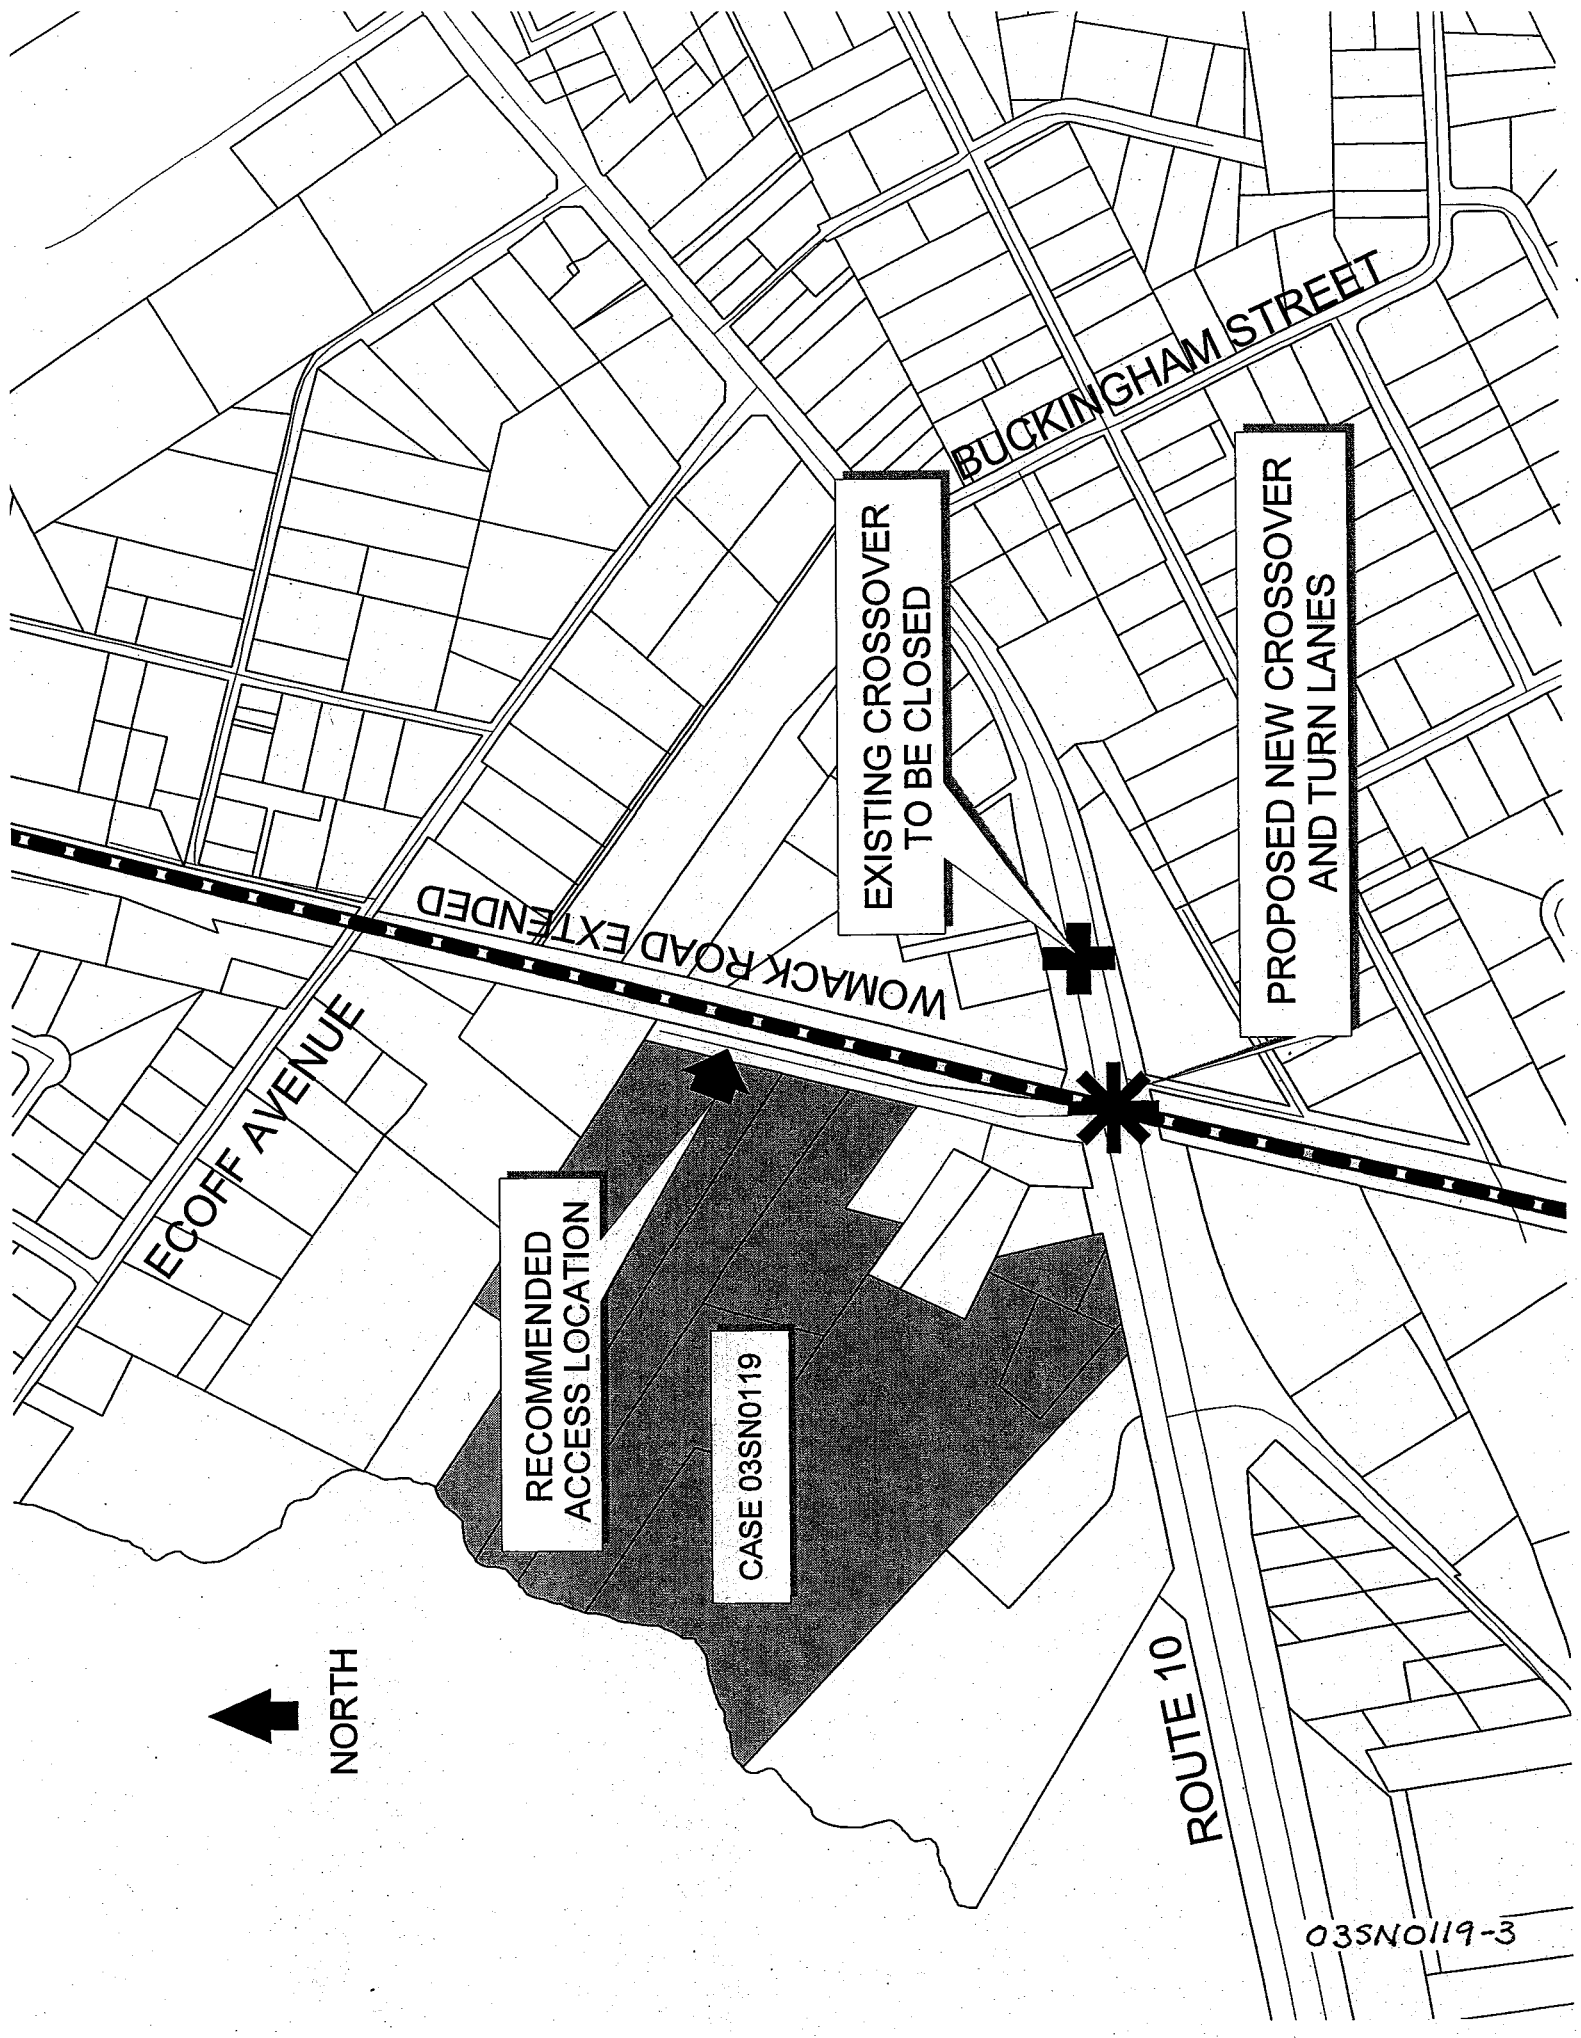 NORTH
ECOFF AVENUE
RECOMMENDED
ACCESS LOCATION
CASE 03SN0119
WOMACK ROAD EXTENDED
EXISTING CROSSOVER
TO BE CLOSED
BUCKINGHAM STREET
PROPOSED NEW CROSSOVER
AND TURN LANES
ROUTE 10
03SN0119-3